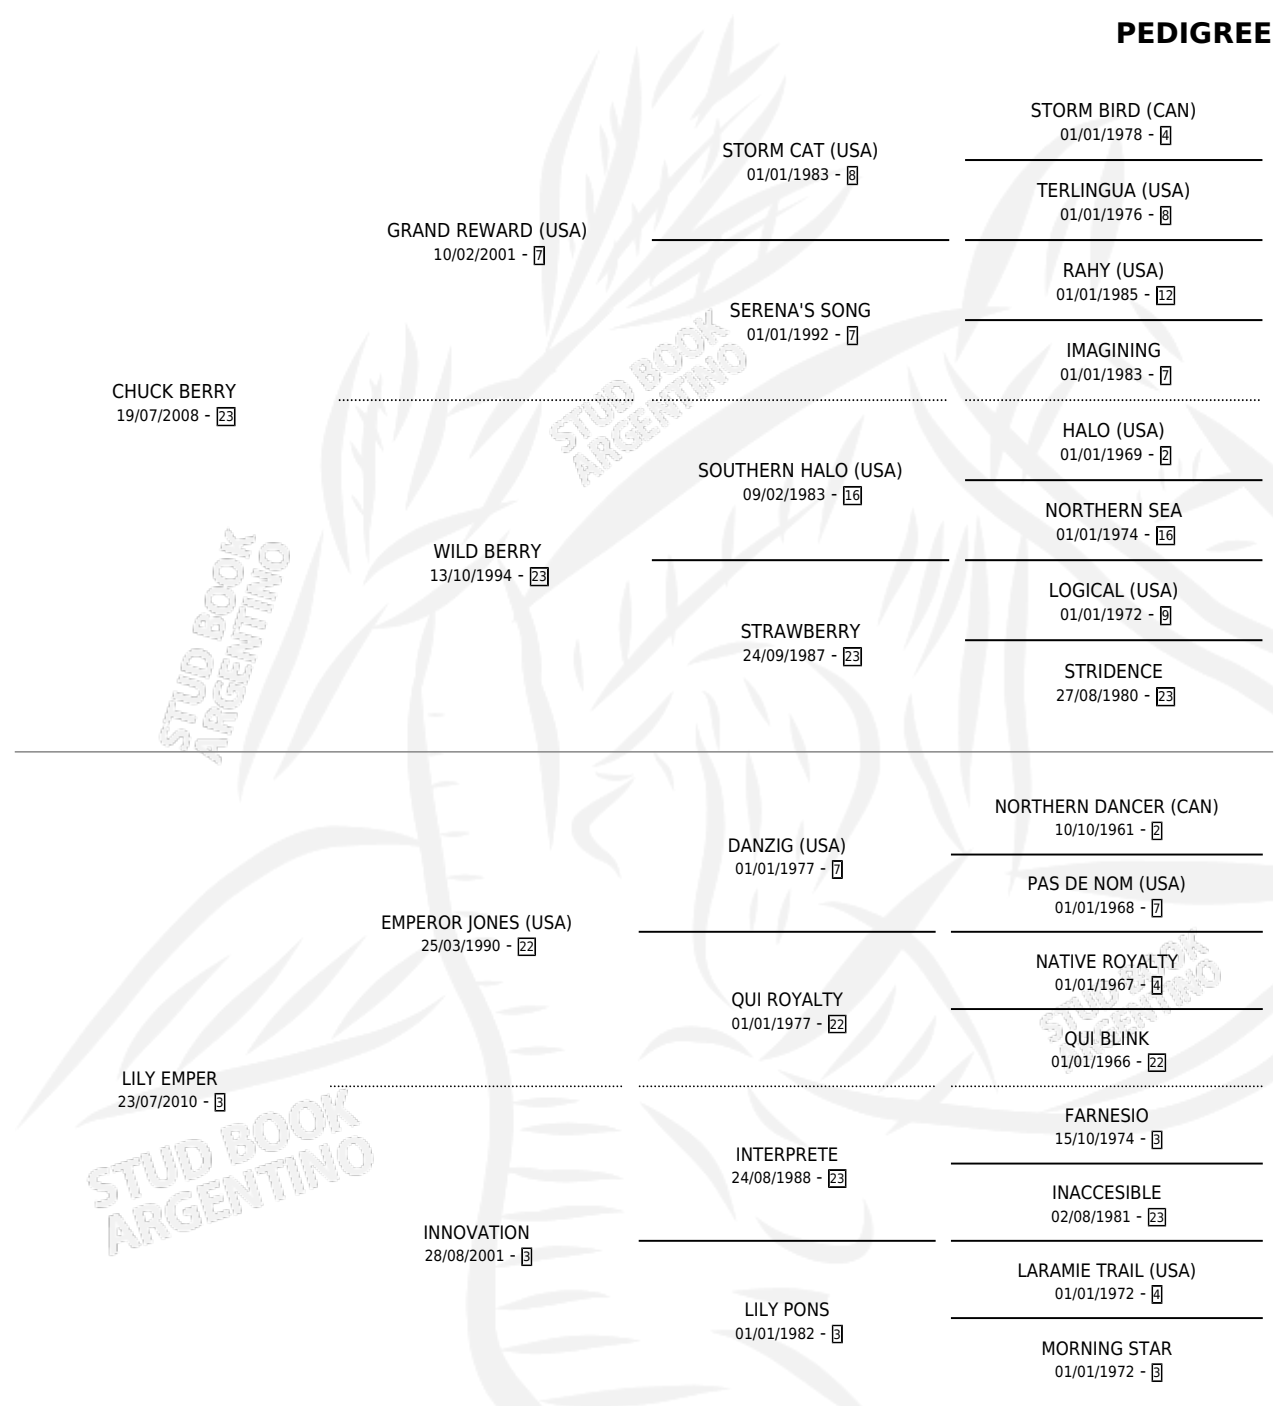 PEDIGREE
STORM BIRD (CAN)
01/01/1978 - 4
STORM CAT (USA)
01/01/1983 - 8
TERLINGUA (USA)
01/01/1976 - 8
GRAND REWARD (USA)
10/02/2001 - 7
RAHY (USA)
01/01/1985 - 12
SERENA'S SONG
01/01/1992 - 7
IMAGINING
01/01/1983 - 7
CHUCK BERRY
19/07/2008 - 23
HALO (USA)
01/01/1969 - 2
SOUTHERN HALO (USA)
09/02/1983 - 16
NORTHERN SEA
01/01/1974 - 16
WILD BERRY
13/10/1994 - 23
LOGICAL (USA)
01/01/1972 - 9
STRAWBERRY
24/09/1987 - 23
STRIDENCE
27/08/1980 - 23
NORTHERN DANCER (CAN)
10/10/1961 - 2
DANZIG (USA)
01/01/1977 - 7
PAS DE NOM (USA)
01/01/1968 - 7
EMPEROR JONES (USA)
25/03/1990 - 22
NATIVE ROYALTY
01/01/1967 - 4
QUI ROYALTY
01/01/1977 - 22
QUI BLINK
01/01/1966 - 22
LILY EMPER
23/07/2010 - 3
FARNESIO
15/10/1974 - 3
INTERPRETE
24/08/1988 - 23
INACCESIBLE
02/08/1981 - 23
INNOVATION
28/08/2001 - 3
LARAMIE TRAIL (USA)
01/01/1972 - 4
LILY PONS
01/01/1982 - 3
MORNING STAR
01/01/1972 - 3
STUD BOOK
ARGENTINO
STUD BOOK
ARGENTINO
STUD BOOK
ARGENTINO
STUD BOOK
ARGENTINO